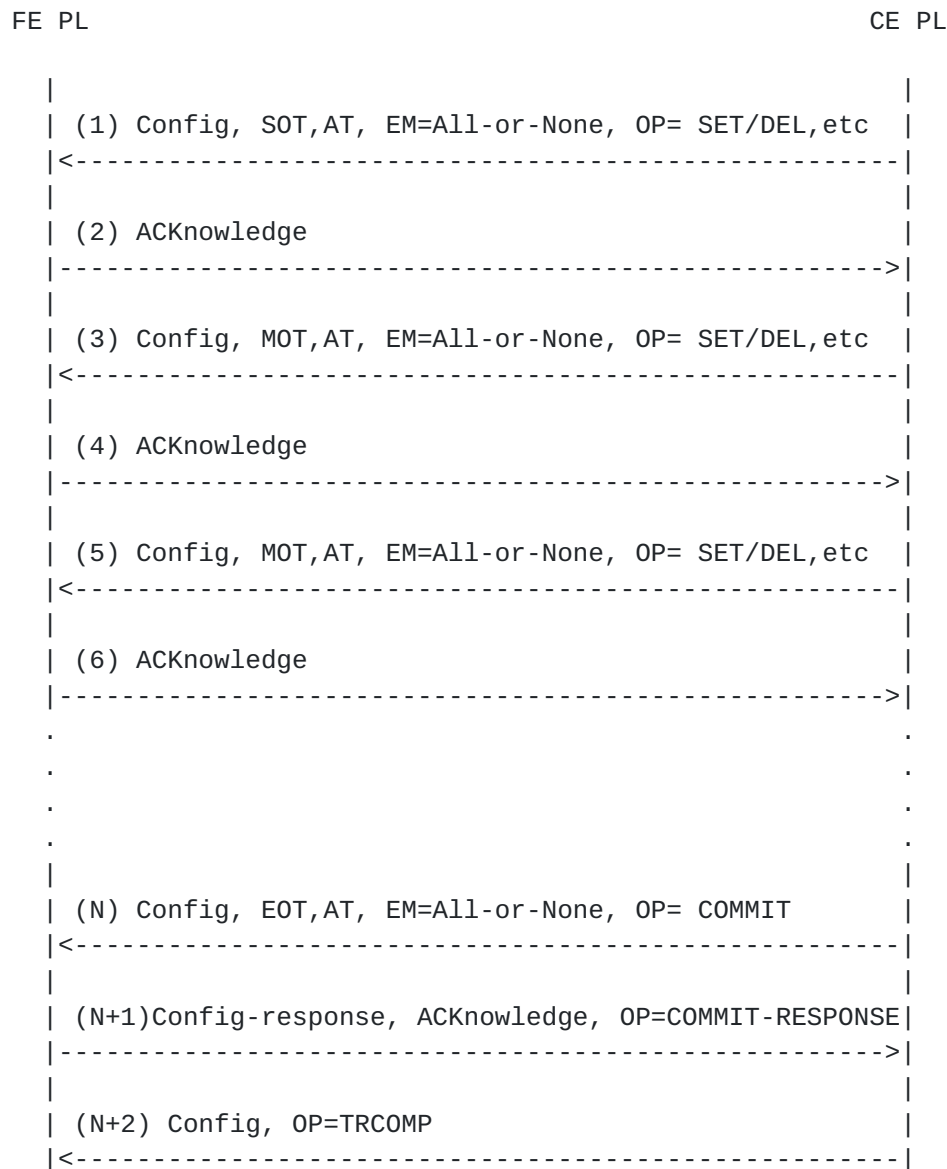 FE PL                                                  CE PL
|                                                      |
| (1) Config, SOT,AT, EM=All-or-None, OP= SET/DEL,etc  |
|<-----------------------------------------------------|
|                                                      |
| (2) ACKnowledge                                      |
|----------------------------------------------------->|
|                                                      |
| (3) Config, MOT,AT, EM=All-or-None, OP= SET/DEL,etc  |
|<-----------------------------------------------------|
|                                                      |
| (4) ACKnowledge                                      |
|----------------------------------------------------->|
|                                                      |
| (5) Config, MOT,AT, EM=All-or-None, OP= SET/DEL,etc  |
|<-----------------------------------------------------|
|                                                      |
| (6) ACKnowledge                                      |
|----------------------------------------------------->|
.                                                      .
.                                                      .
.                                                      .
.                                                      .
|                                                      |
| (N) Config, EOT,AT, EM=All-or-None, OP= COMMIT       |
|<-----------------------------------------------------|
|                                                      |
| (N+1)Config-response, ACKnowledge, OP=COMMIT-RESPONSE|
|----------------------------------------------------->|
|                                                      |
| (N+2) Config, OP=TRCOMP                              |
|<-----------------------------------------------------|